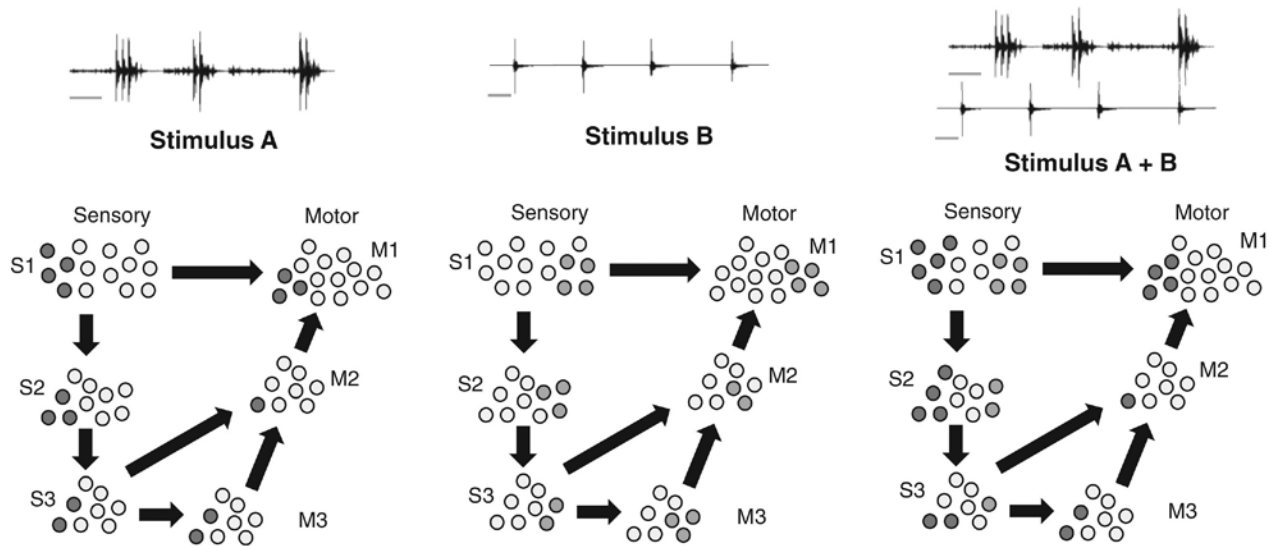 Stimulus A
Stimulus B
Stimulus A + B
Sensory
Motor
S1
M1
S2
M2
S3
M3
Sensory
Motor
S1
M1
S2
M2
S3
M3
Sensory
Motor
S1
M1
S2
M2
S3
M3